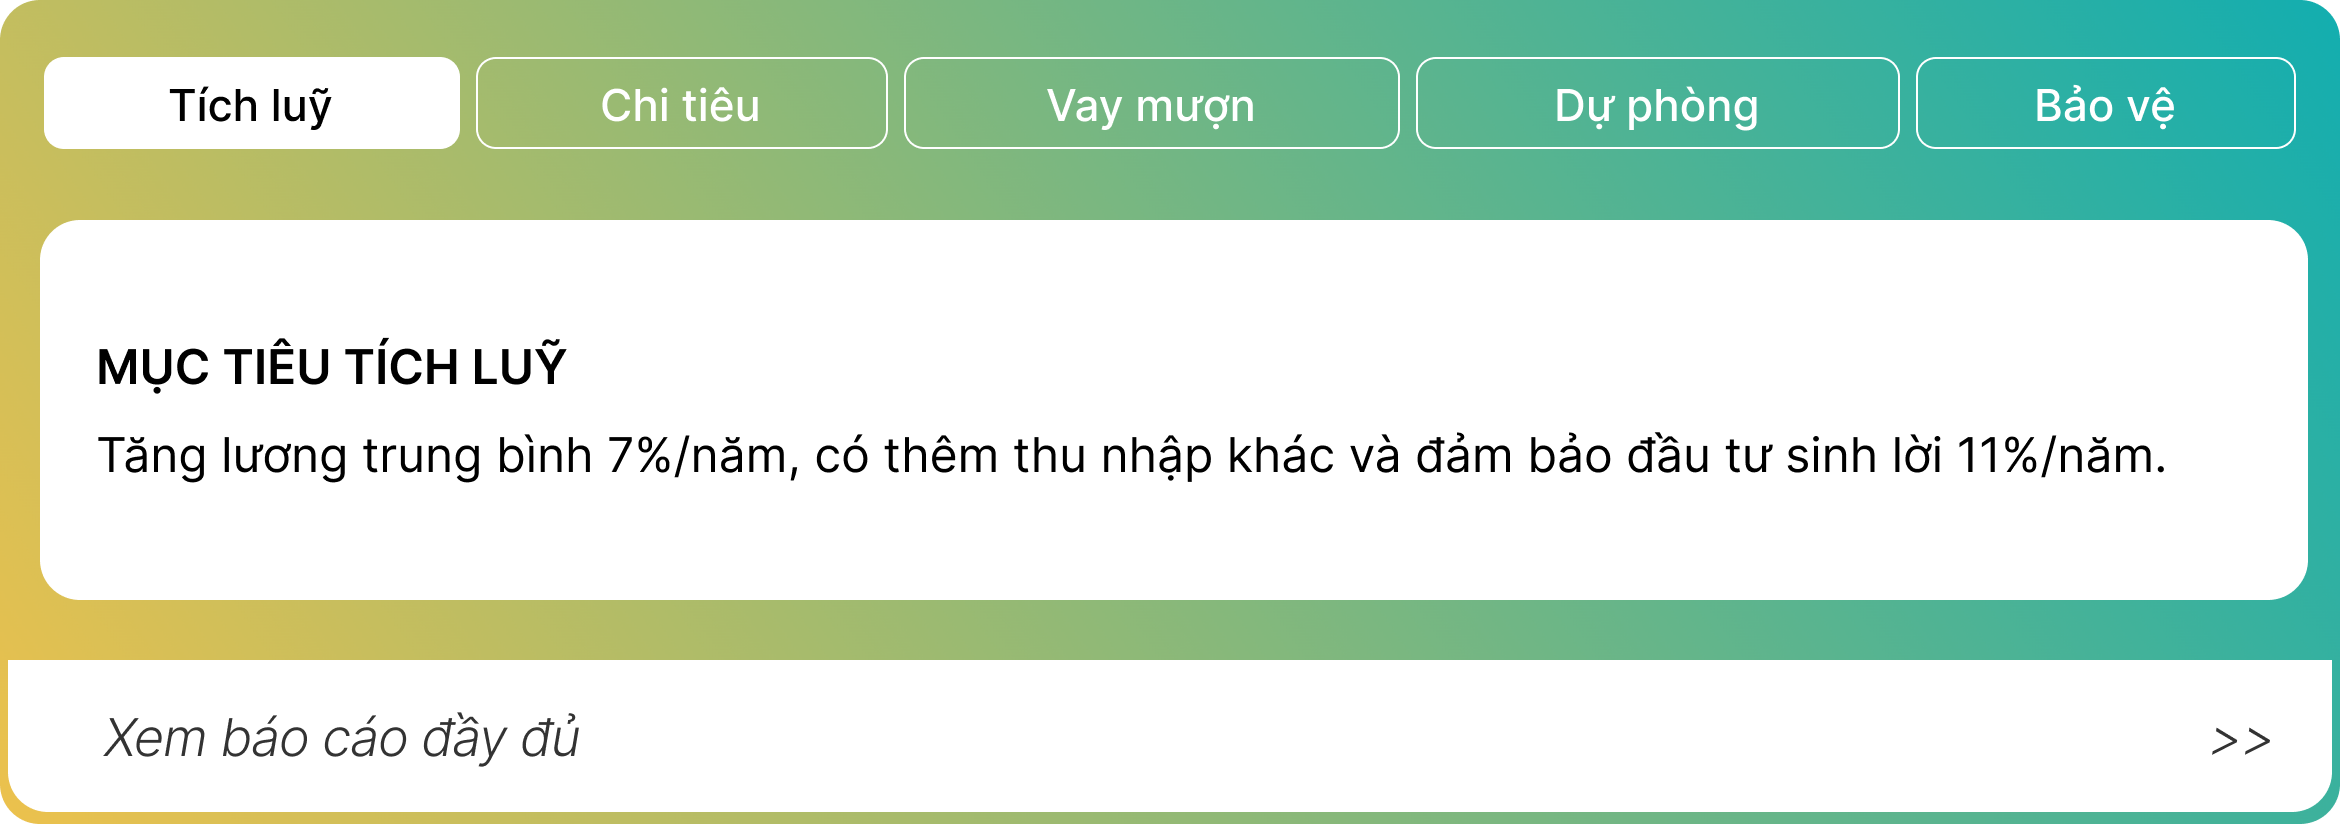 Tích luỹ Chi tiêu Vay mượn Dự phòng Bảo vệ
MỤC TIÊU TÍCH LUỸ
Tăng lương trung bình 7%/năm, có thêm thu nhập khác và đảm bảo đầu tư sinh lời 11%/năm.
Xem báo cáo đầy đủ >>